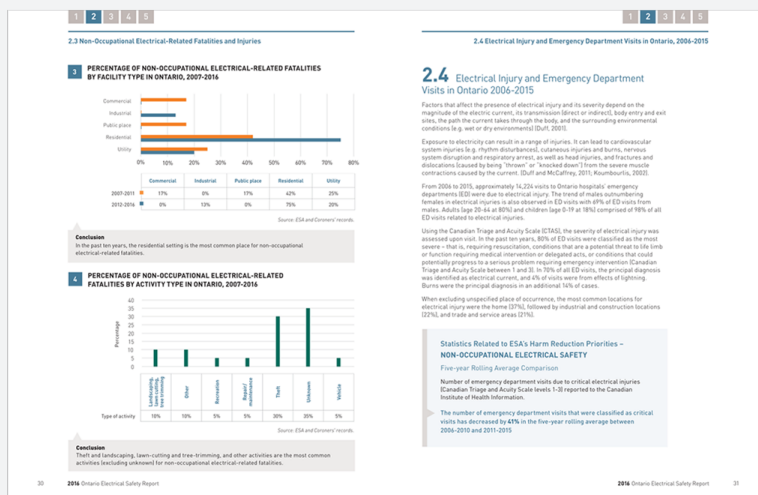 1 2 3 4 5
2.3 Non-Occupational Electrical-Related Fatalities and Injuries
3 PERCENTAGE OF NON-OCCUPATIONAL ELECTRICAL-RELATED FATALITIES
BY FACILITY TYPE IN ONTARIO, 2007-2016
Commercial
Industrial
Public place
Residential
Utility
0% 10% 20% 30% 40% 50% 60% 70% 80%
Commercial Industrial Public place Residential Utility
2007-2011 17% 0% 17% 42% 25%
2012-2016 0% 13% 0% 75% 20%
Source: ESA and Coroners' records.
Conclusion
In the past ten years, the residential setting is the most common place for non-occupational
electrical-related fatalities.
4 PERCENTAGE OF NON-OCCUPATIONAL ELECTRICAL-RELATED
FATALITIES BY ACTIVITY TYPE IN ONTARIO, 2007-2016
Percentage
40
35
30
25
20
15
10
5
0
Landscaping,
lawn cutting,
tree trimming
Other
Recreation
Repair/
maintenance
Theft
Unknown
Vehicle
Type of activity 10% 10% 5% 5% 30% 35% 5%
Source: ESA and Coroners' records.
Conclusion
Theft and landscaping, lawn-cutting and tree-trimming, and other activities are the most common
activities (excluding unknown) for non-occupational electrical-related fatalities.
30 2016 Ontario Electrical Safety Report
1 2 3 4 5
2.4 Electrical Injury and Emergency Department Visits in Ontario, 2006-2015
2.4 Electrical Injury and Emergency Department
Visits in Ontario 2006-2015
Factors that affect the presence of electrical injury and its severity depend on the
magnitude of the electric current, its transmission (direct or indirect), body entry and exit
sites, the path the current takes through the body, and the surrounding environmental
conditions (e.g. wet or dry environments) (Duff, 2001).
Exposure to electricity can result in a range of injuries. It can lead to cardiovascular
system injuries (e.g. rhythm disturbances), cutaneous injuries and burns, nervous
system disruption and respiratory arrest, as well as head injuries, and fractures and
dislocations (caused by being "thrown" or "knocked down") from the severe muscle
contractions caused by the current. (Duff and McCaffrey, 2011; Koumbourlis, 2002).
From 2006 to 2015, approximately 14,224 visits to Ontario hospitals' emergency
departments (ED) were due to electrical injury. The trend of males outnumbering
females in electrical injuries is also observed in ED visits with 69% of ED visits from
males. Adults (age 20-64 at 80%) and children (age 0-19 at 18%) comprised of 98% of all
ED visits related to electrical injuries.
Using the Canadian Triage and Acuity Scale (CTAS), the severity of electrical injury was
assessed upon visit. In the past ten years, 80% of ED visits were classified as the most
severe – that is, requiring resuscitation, conditions that are a potential threat to life limb
or function requiring medical intervention or delegated acts, or conditions that could
potentially progress to a serious problem requiring emergency intervention (Canadian
Triage and Acuity Scale between 1 and 3). In 70% of all ED visits, the principal diagnosis
was identified as electrical current, and 4% of visits were from effects of lightning.
Burns were the principal diagnosis in an additional 14% of cases.
When excluding unspecified place of occurrence, the most common locations for
electrical injury were the home (37%), followed by industrial and construction locations
(22%), and trade and service areas (21%).
Statistics Related to ESA's Harm Reduction Priorities –
NON-OCCUPATIONAL ELECTRICAL SAFETY
Five-year Rolling Average Comparison
Number of emergency department visits due to critical electrical injuries
(Canadian Triage and Acuity Scale levels 1-3) reported to the Canadian
Institute of Health Information.
The number of emergency department visits that were classified as critical
visits has decreased by 41% in the five-year rolling average between
2006-2010 and 2011-2015
2016 Ontario Electrical Safety Report 31